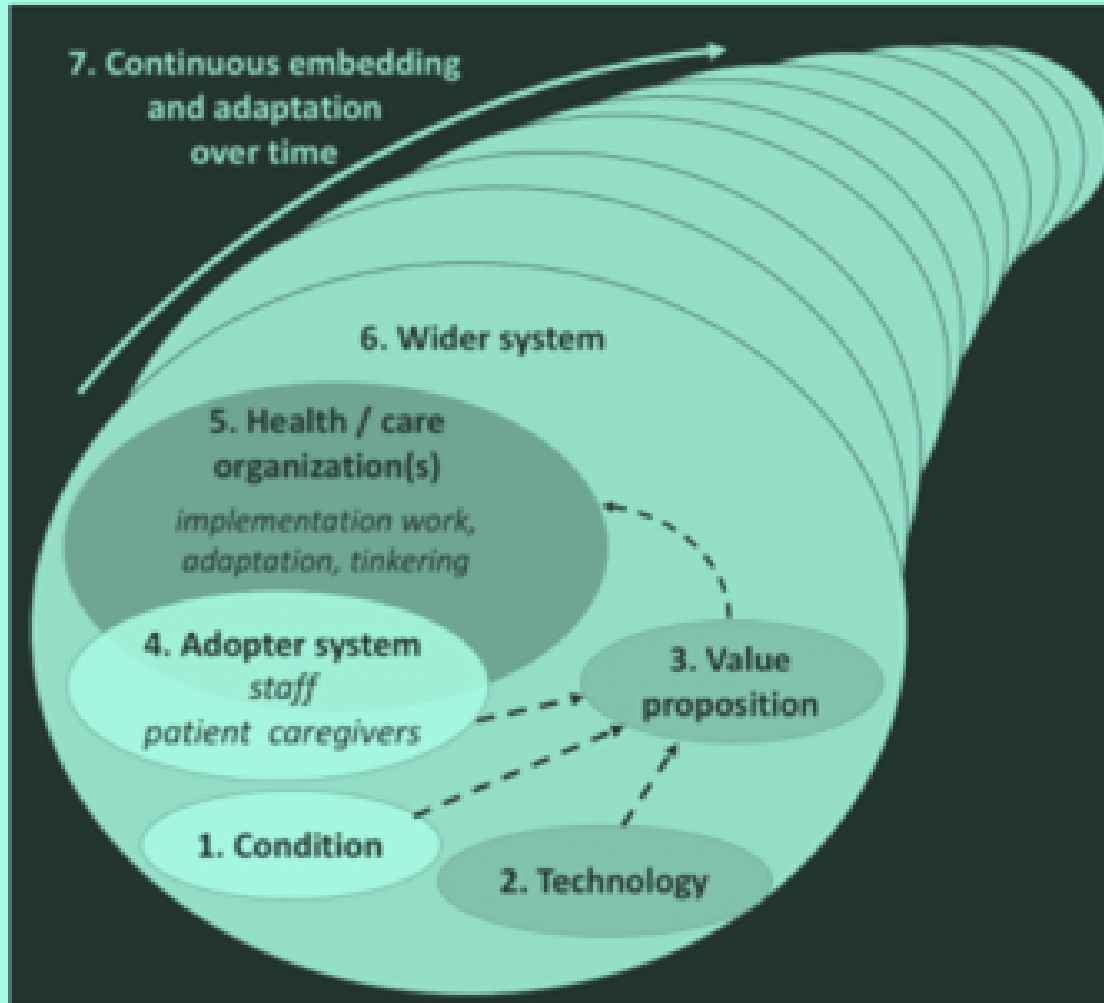 7. Continuous embedding
and adaptation
over time
6. Wider system
5. Health / care
organization(s)
implementation work,
adaptation, tinkering
4. Adopter system
staff
patient caregivers
3. Value
proposition
1. Condition
2. Technology